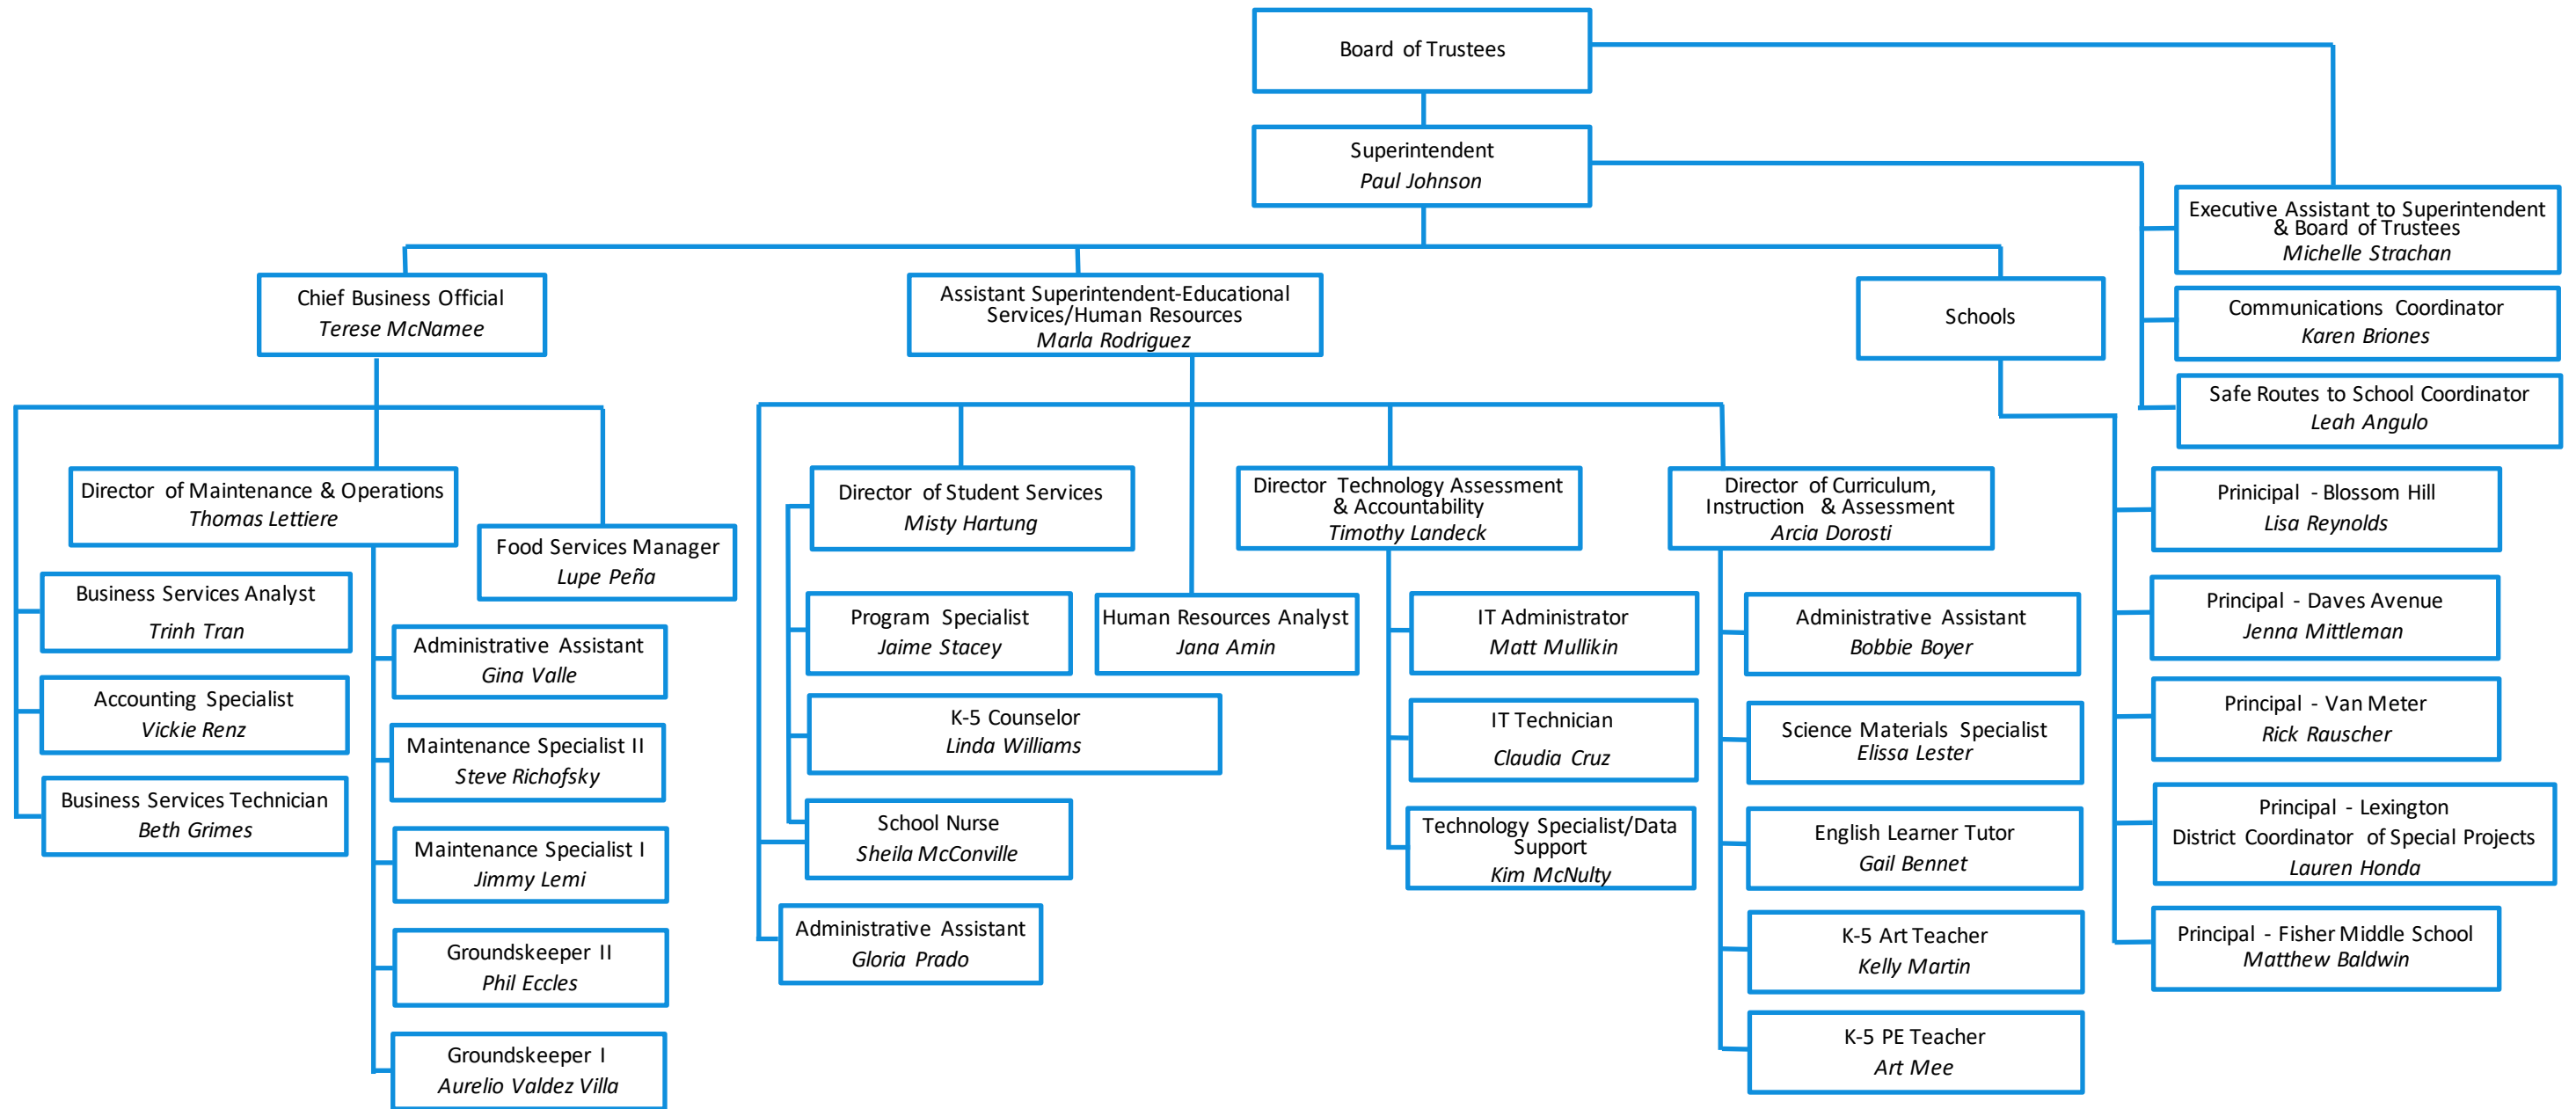 Board of Trustees
Superintendent
Paul Johnson
Executive Assistant to Superintendent
& Board of Trustees
Michelle Strachan
Communications Coordinator
Karen Briones
Safe Routes to School Coordinator
Leah Angulo
Chief Business Official
Terese McNamee
Assistant Superintendent-Educational
Services/Human Resources
Marla Rodriguez
Schools
Director of Maintenance & Operations
Thomas Lettiere
Food Services Manager
Lupe Peña
Business Services Analyst
Trinh Tran
Accounting Specialist
Vickie Renz
Business Services Technician
Beth Grimes
Administrative Assistant
Gina Valle
Maintenance Specialist II
Steve Richofsky
Maintenance Specialist I
Jimmy Lemi
Groundskeeper II
Phil Eccles
Groundskeeper I
Aurelio Valdez Villa
Director of Student Services
Misty Hartung
Program Specialist
Jaime Stacey
K-5 Counselor
Linda Williams
School Nurse
Sheila McConville
Administrative Assistant
Gloria Prado
Human Resources Analyst
Jana Amin
Director Technology Assessment
& Accountability
Timothy Landeck
IT Administrator
Matt Mullikin
IT Technician
Claudia Cruz
Technology Specialist/Data
Support
Kim McNulty
Director of Curriculum,
Instruction & Assessment
Arcia Dorosti
Administrative Assistant
Bobbie Boyer
Science Materials Specialist
Elissa Lester
English Learner Tutor
Gail Bennet
K-5 Art Teacher
Kelly Martin
K-5 PE Teacher
Art Mee
Prinicipal - Blossom Hill
Lisa Reynolds
Principal - Daves Avenue
Jenna Mittleman
Principal - Van Meter
Rick Rauscher
Principal - Lexington
District Coordinator of Special Projects
Lauren Honda
Principal - Fisher Middle School
Matthew Baldwin